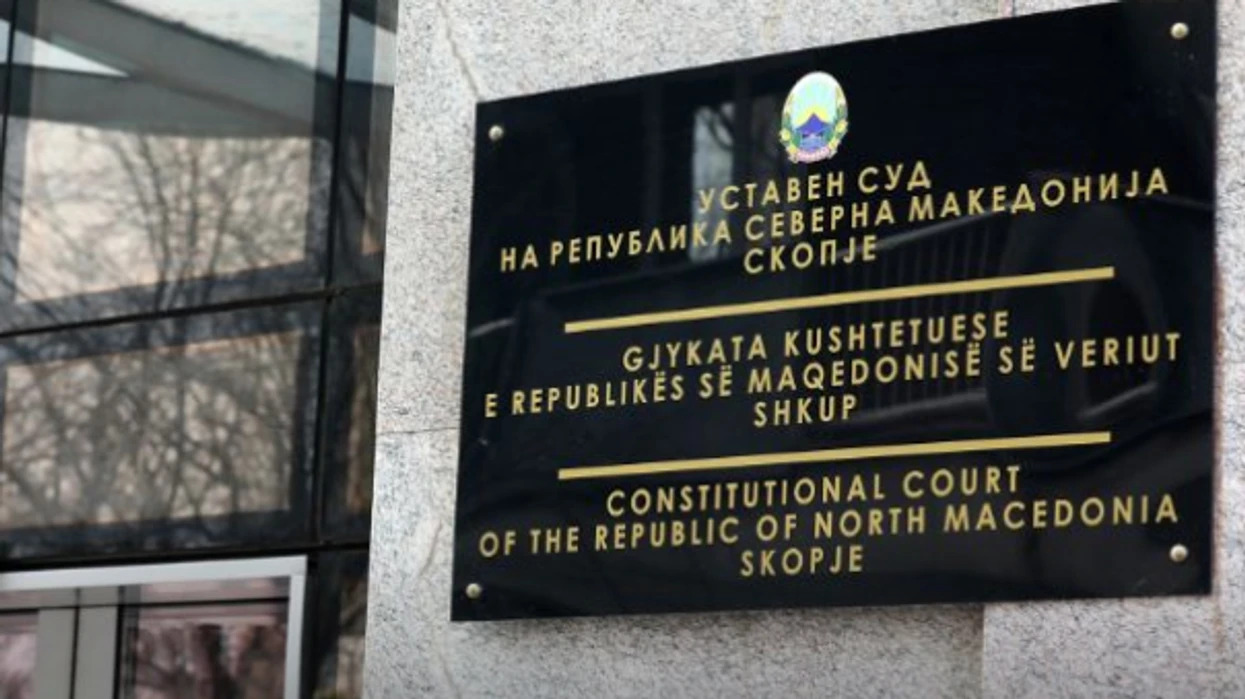 УСТАВЕН СУД
НА РЕПУБЛИКА СЕВЕРНА МАКЕДОНИЈА
СКОПЈЕ
GJYKATA KUSHTETUESE
E REPUBLIKËS SË MAQEDONISË SË VERIUT
SHKUP
CONSTITUTIONAL COURT
OF THE REPUBLIC OF NORTH MACEDONIA
SKOPJE